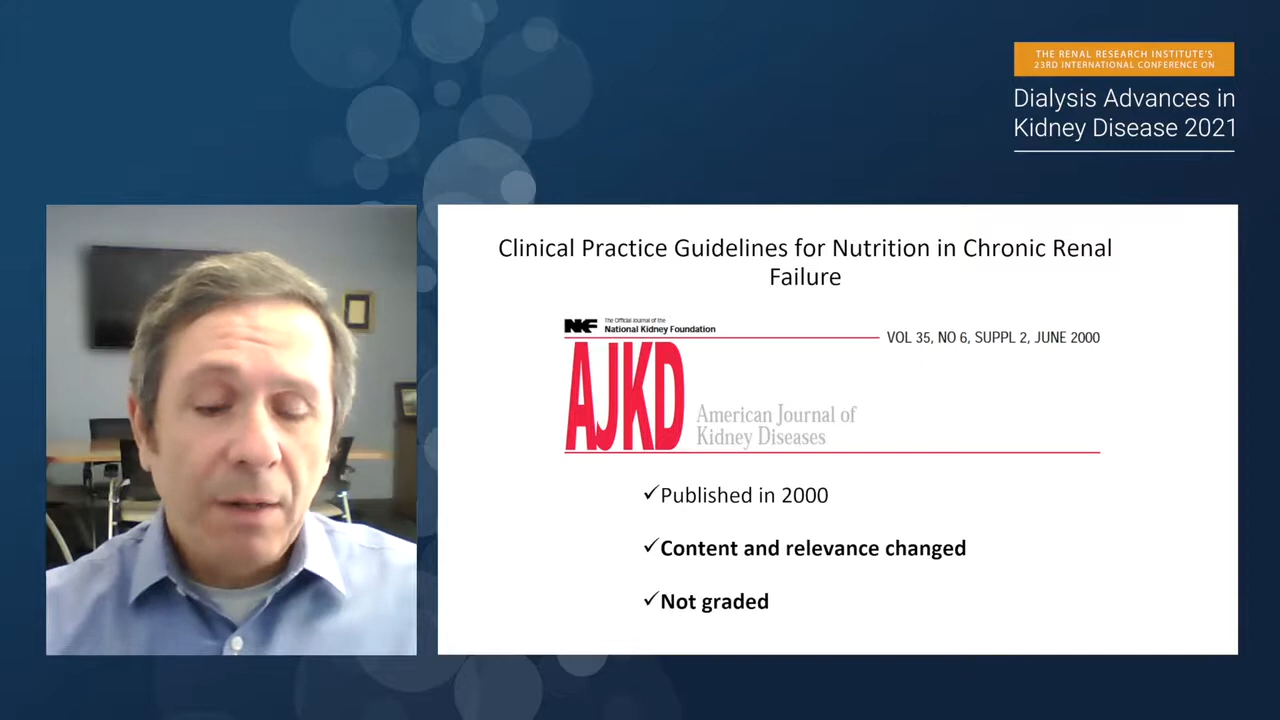 THE RENAL RESEARCH INSTITUTE'S
23RD INTERNATIONAL CONFERENCE ON
Dialysis Advances in
Kidney Disease 2021
Clinical Practice Guidelines for Nutrition in Chronic Renal
Failure
NKF
The Official Journal of the
National Kidney Foundation
VOL 35, NO 6, SUPPL 2, JUNE 2000
AJKD
American Journal of
Kidney Diseases
✓Published in 2000
✓Content and relevance changed
✓Not graded